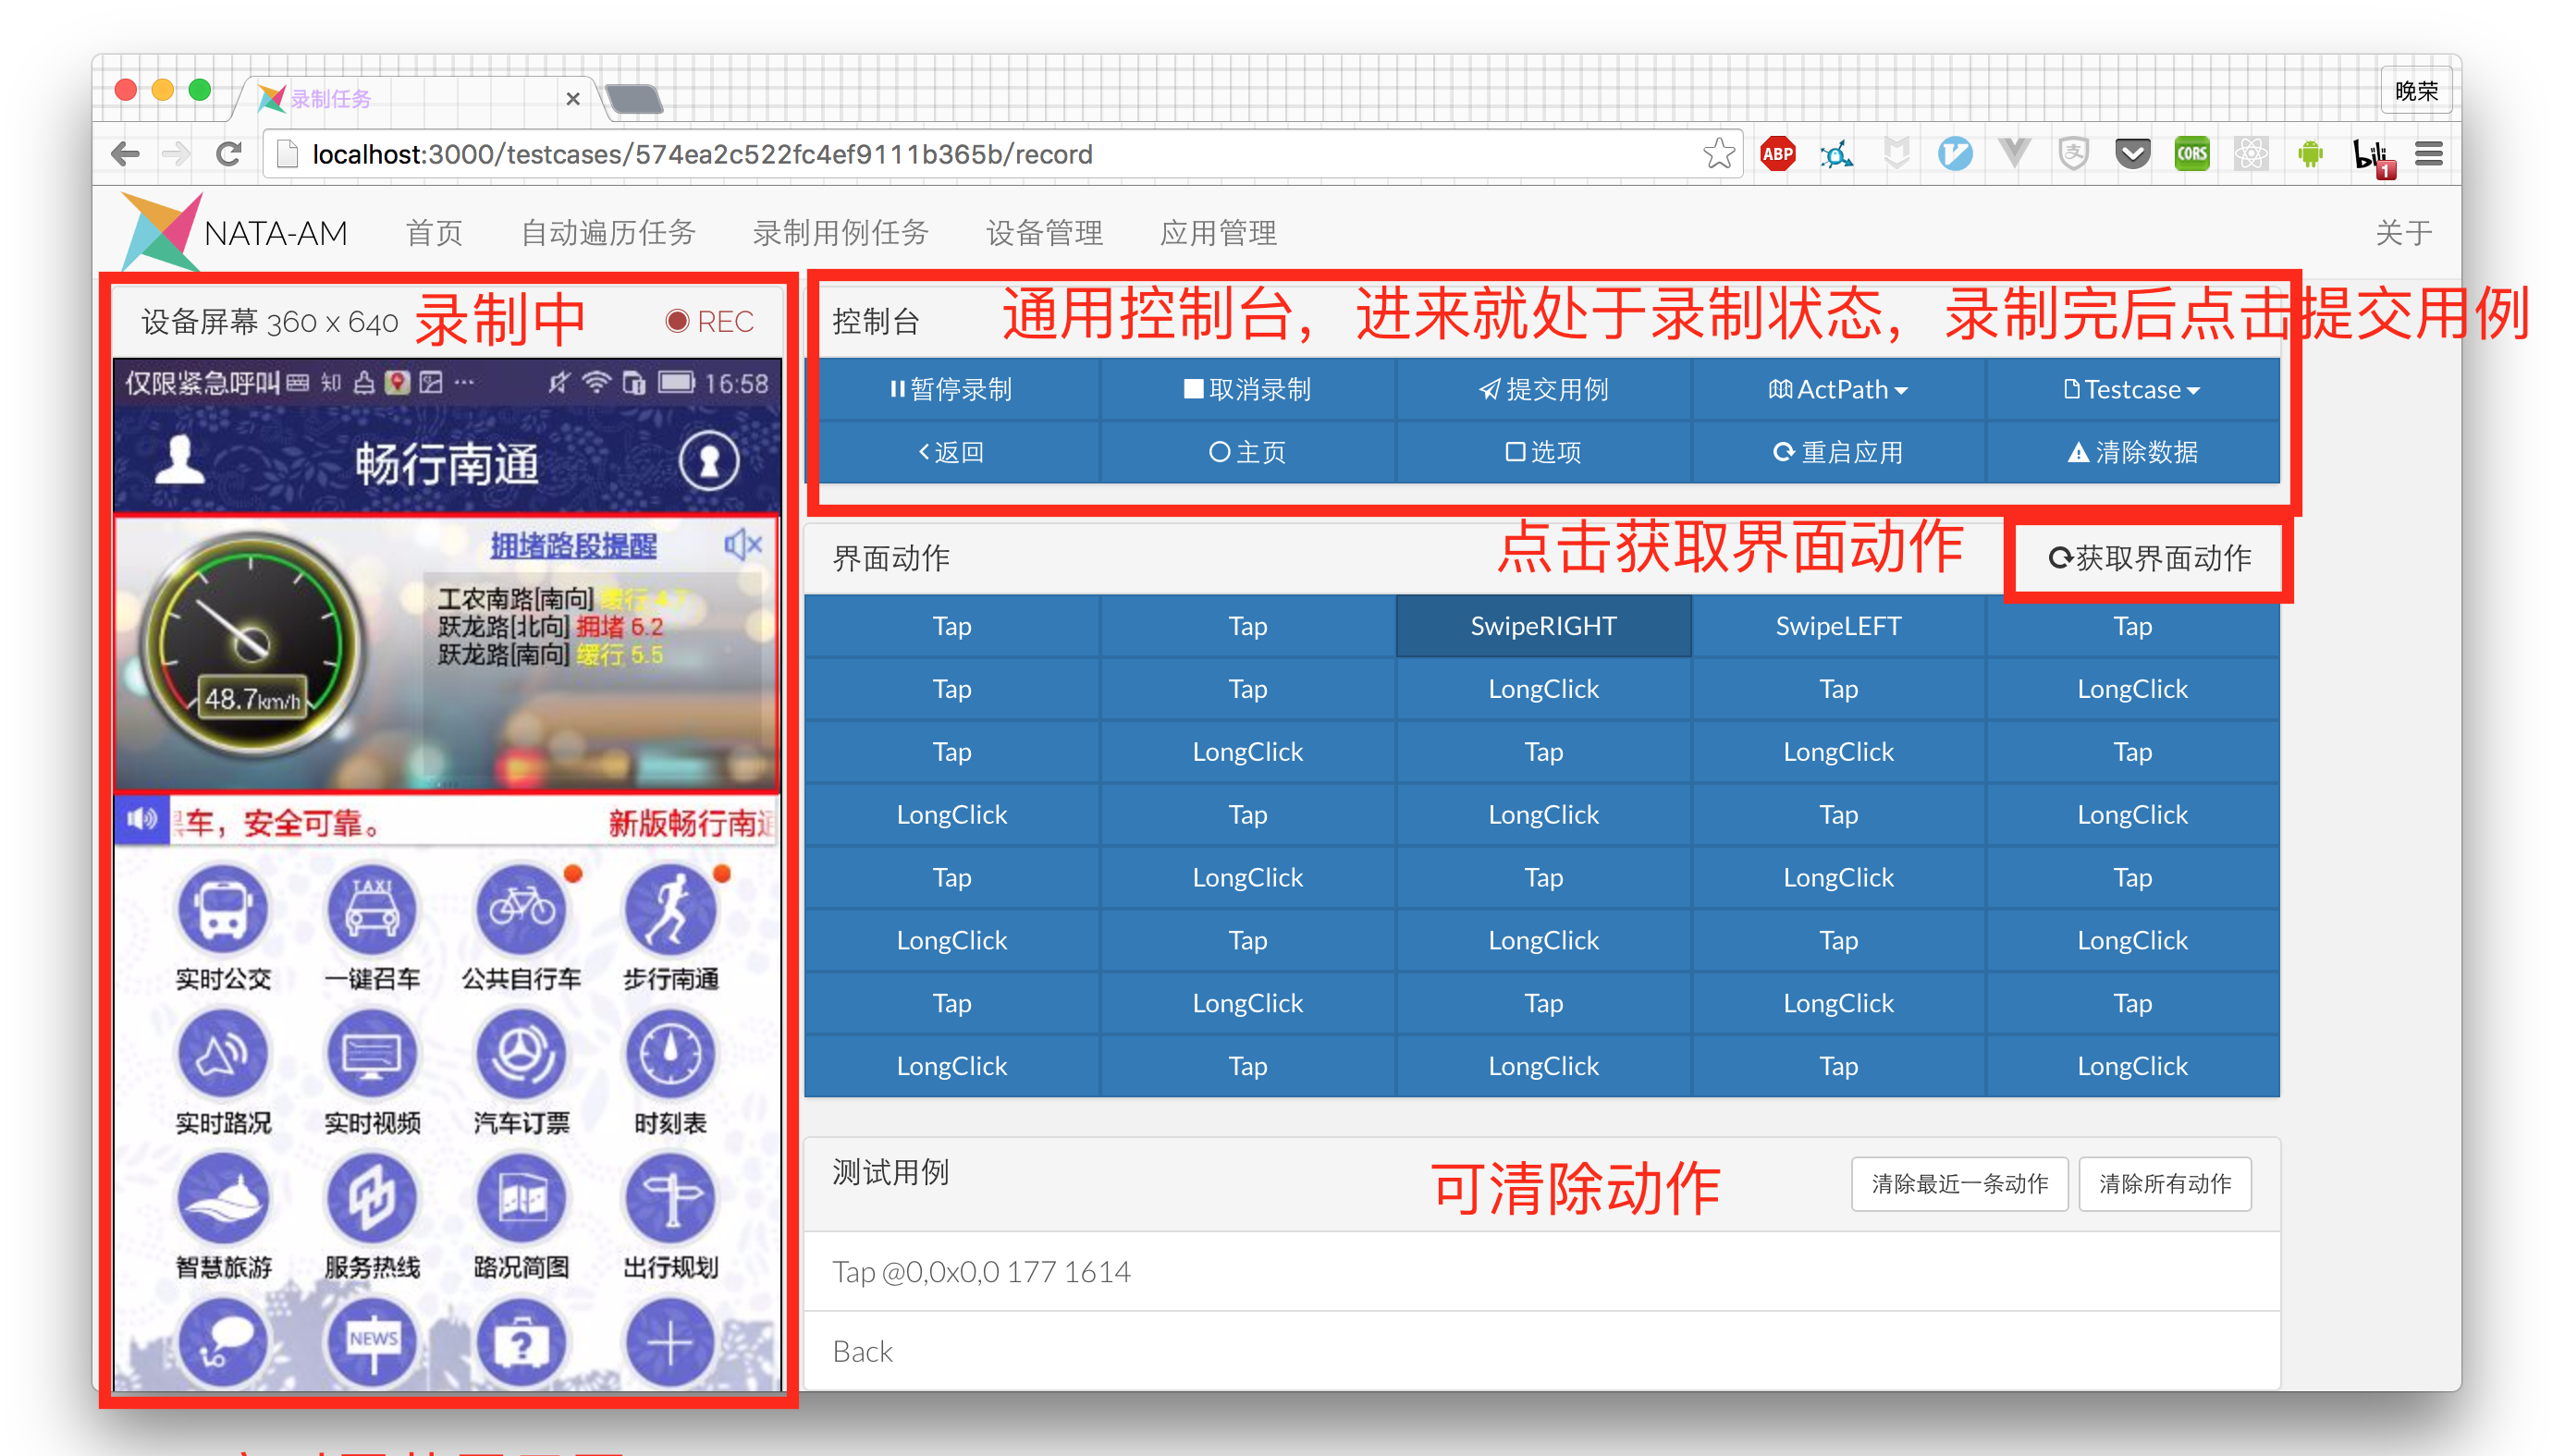 录制任务
晚荣
localhost:3000/testcases/574ea2c522fc4ef9111b365b/record
ABP
CORS
bili
1
NATA-AM 首页 自动遍历任务 录制用例任务 设备管理 应用管理 关于
设备屏幕 360 x 640 录制中 REC
仅限紧急呼叫 知 16:58
畅行南通
拥堵路段提醒
工农南路[南向] 缓行 4.7
跃龙路[北向] 拥堵 6.2
跃龙路[南向] 缓行 5.5
48.7km/h
车，安全可靠。 新版畅行南通
TAXI
实时公交 一键召车 公共自行车 步行南通
实时路况 实时视频 汽车订票 时刻表
智慧旅游 服务热线 路况简图 出行规划
NEWS
控制台 通用控制台，进来就处于录制状态，录制完后点击提交用例
暂停录制 取消录制 提交用例 ActPath Testcase
返回 主页 选项 重启应用 清除数据
界面动作 点击获取界面动作 获取界面动作
Tap Tap SwipeRIGHT SwipeLEFT Tap
Tap Tap LongClick Tap LongClick
Tap LongClick Tap LongClick Tap
LongClick Tap LongClick Tap LongClick
Tap LongClick Tap LongClick Tap
LongClick Tap LongClick Tap LongClick
Tap LongClick Tap LongClick Tap
LongClick Tap LongClick Tap LongClick
测试用例 可清除动作 清除最近一条动作 清除所有动作
Tap @0,0x0,0 177 1614
Back